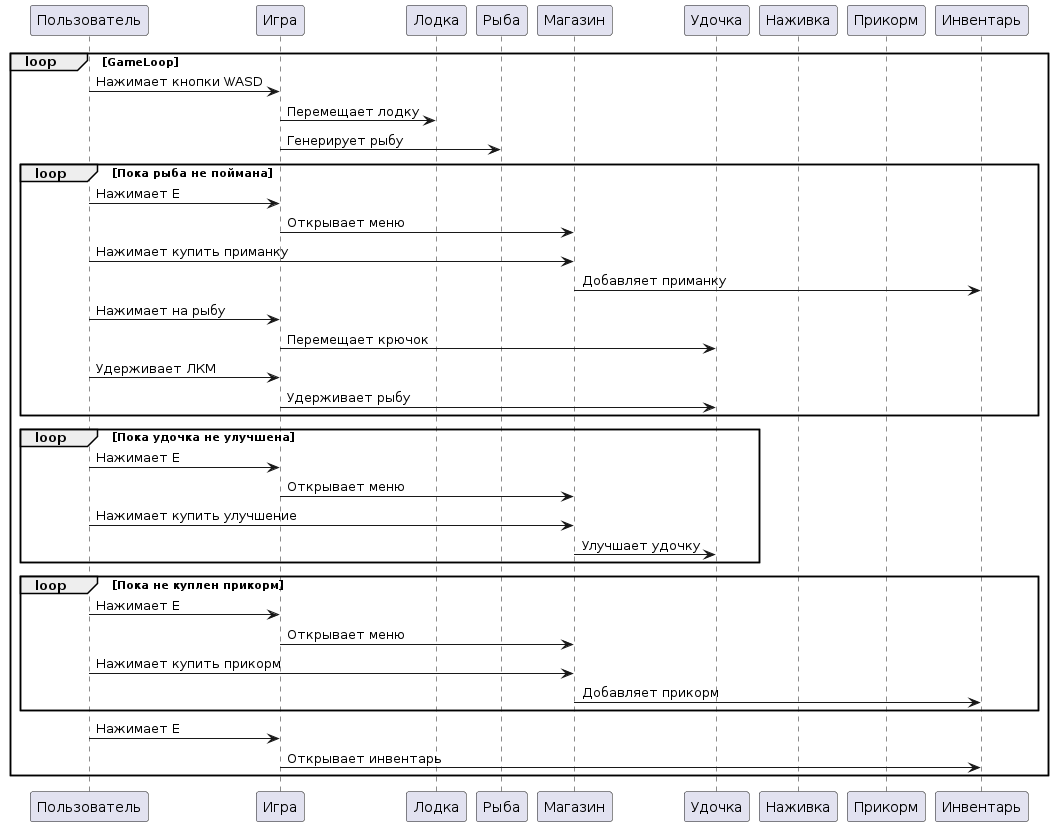 Пользователь Игра Лодка Рыба Магазин Удочка Наживка Прикорм Инвентарь
loop [GameLoop]
Нажимает кнопки WASD
Перемещает лодку
Генерирует рыбу
loop [Пока рыба не поймана]
Нажимает E
Открывает меню
Нажимает купить приманку
Добавляет приманку
Нажимает на рыбу
Перемещает крючок
Удерживает ЛКМ
Удерживает рыбу
loop [Пока удочка не улучшена]
Нажимает E
Открывает меню
Нажимает купить улучшение
Улучшает удочку
loop [Пока не куплен прикорм]
Нажимает E
Открывает меню
Нажимает купить прикорм
Добавляет прикорм
Нажимает E
Открывает инвентарь
Пользователь Игра Лодка Рыба Магазин Удочка Наживка Прикорм Инвентарь